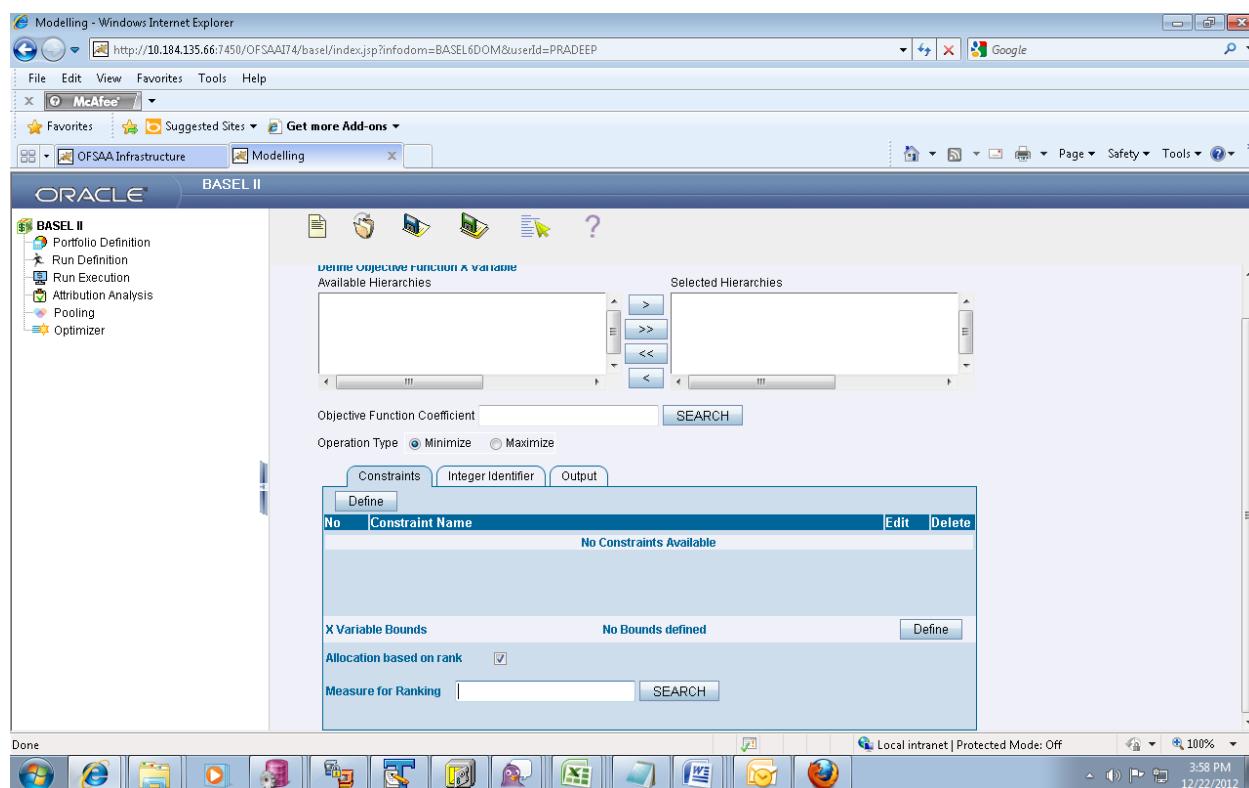 Modelling - Windows Internet Explorer
http://10.184.135.66:7450/OFSAAI74/basel/index.jsp?infodom=BASEL6DOM&userId=PRADEEP
Google
File Edit View Favorites Tools Help
x McAfee
Favorites Suggested Sites Get more Add-ons
OFSAA Infrastructure Modelling x Page Safety Tools
ORACLE BASEL II
BASEL II
Portfolio Definition
Run Definition
Run Execution
Attribution Analysis
Pooling
Optimizer
Define Objective Function X Variable
Available Hierarchies Selected Hierarchies
>
>>
<<
<
Objective Function Coefficient SEARCH
Operation Type Minimize Maximize
Constraints Integer Identifier Output
Define
No Constraint Name Edit Delete
No Constraints Available
X Variable Bounds No Bounds defined Define
Allocation based on rank
Measure for Ranking SEARCH
Done Local intranet | Protected Mode: Off 100%
3:58 PM
12/22/2012